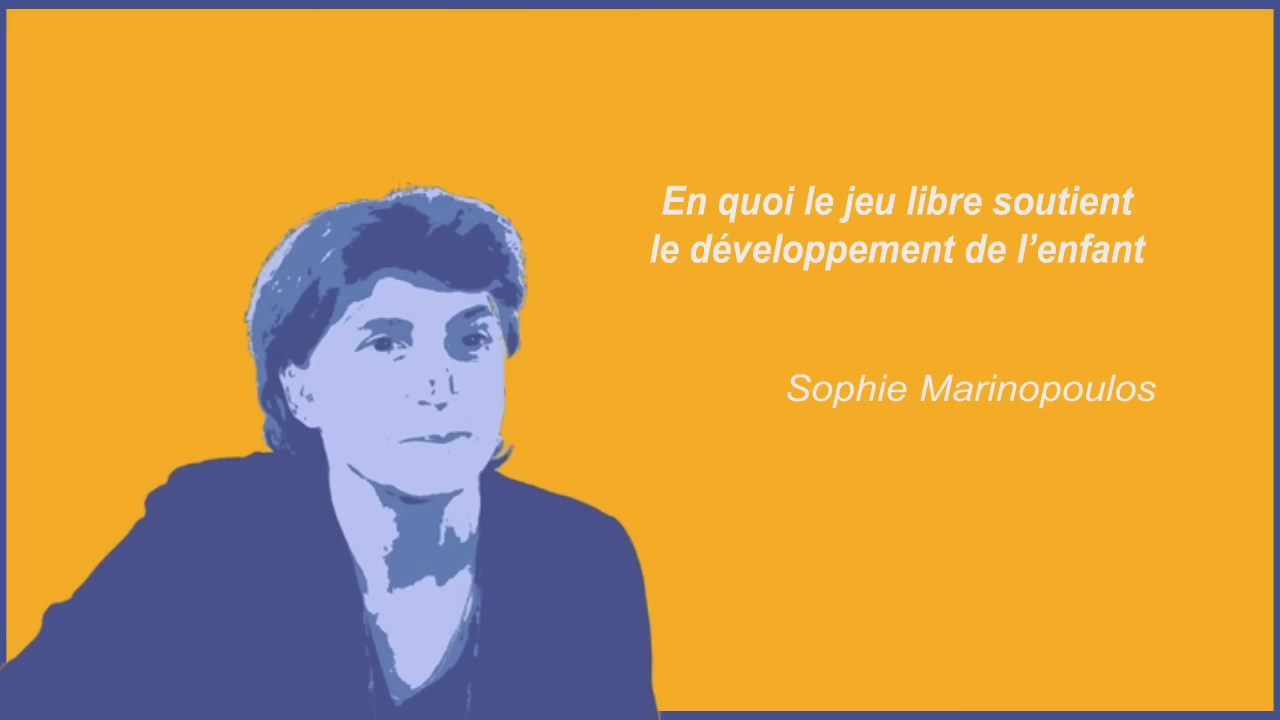 En quoi le jeu libre soutient
le développement de l’enfant
Sophie Marinopoulos